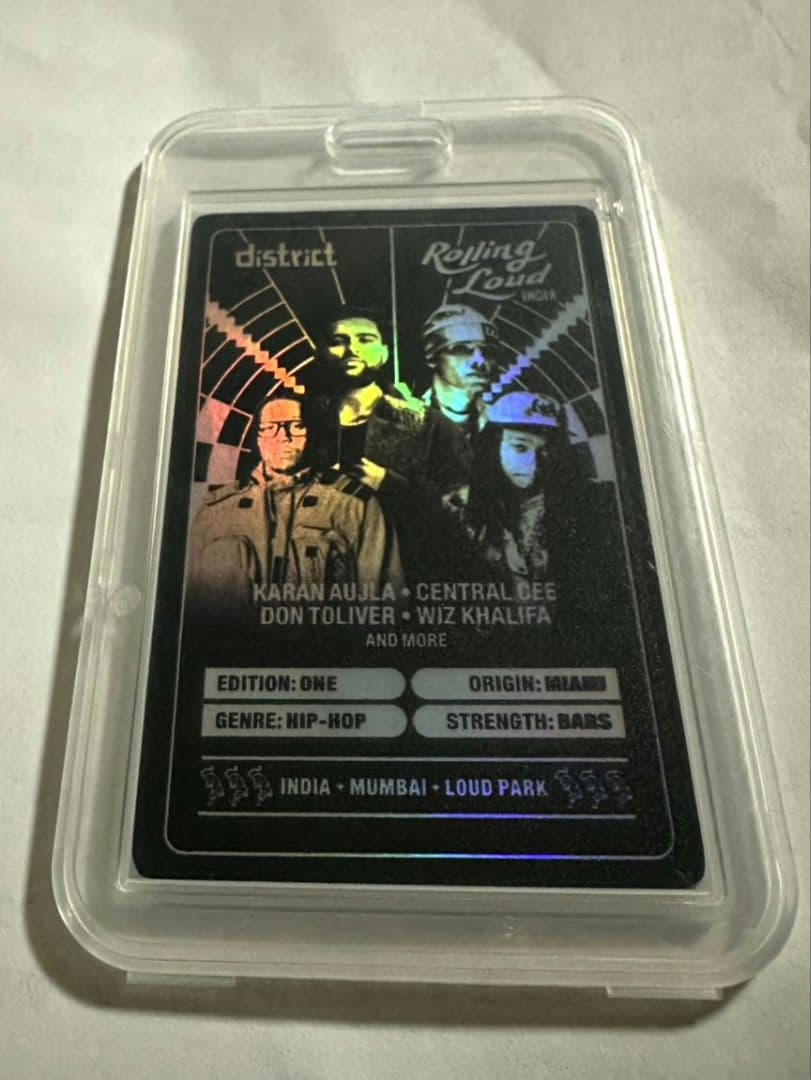 district
Rolling
Loud
INDIA
KARAN AUJLA • CENTRAL CEE
DON TOLIVER • WIZ KHALIFA
AND MORE
EDITION: ONE
ORIGIN: MIAMI
GENRE: HIP-HOP
STRENGTH: BARS
INDIA + MUMBAI + LOUD PARK